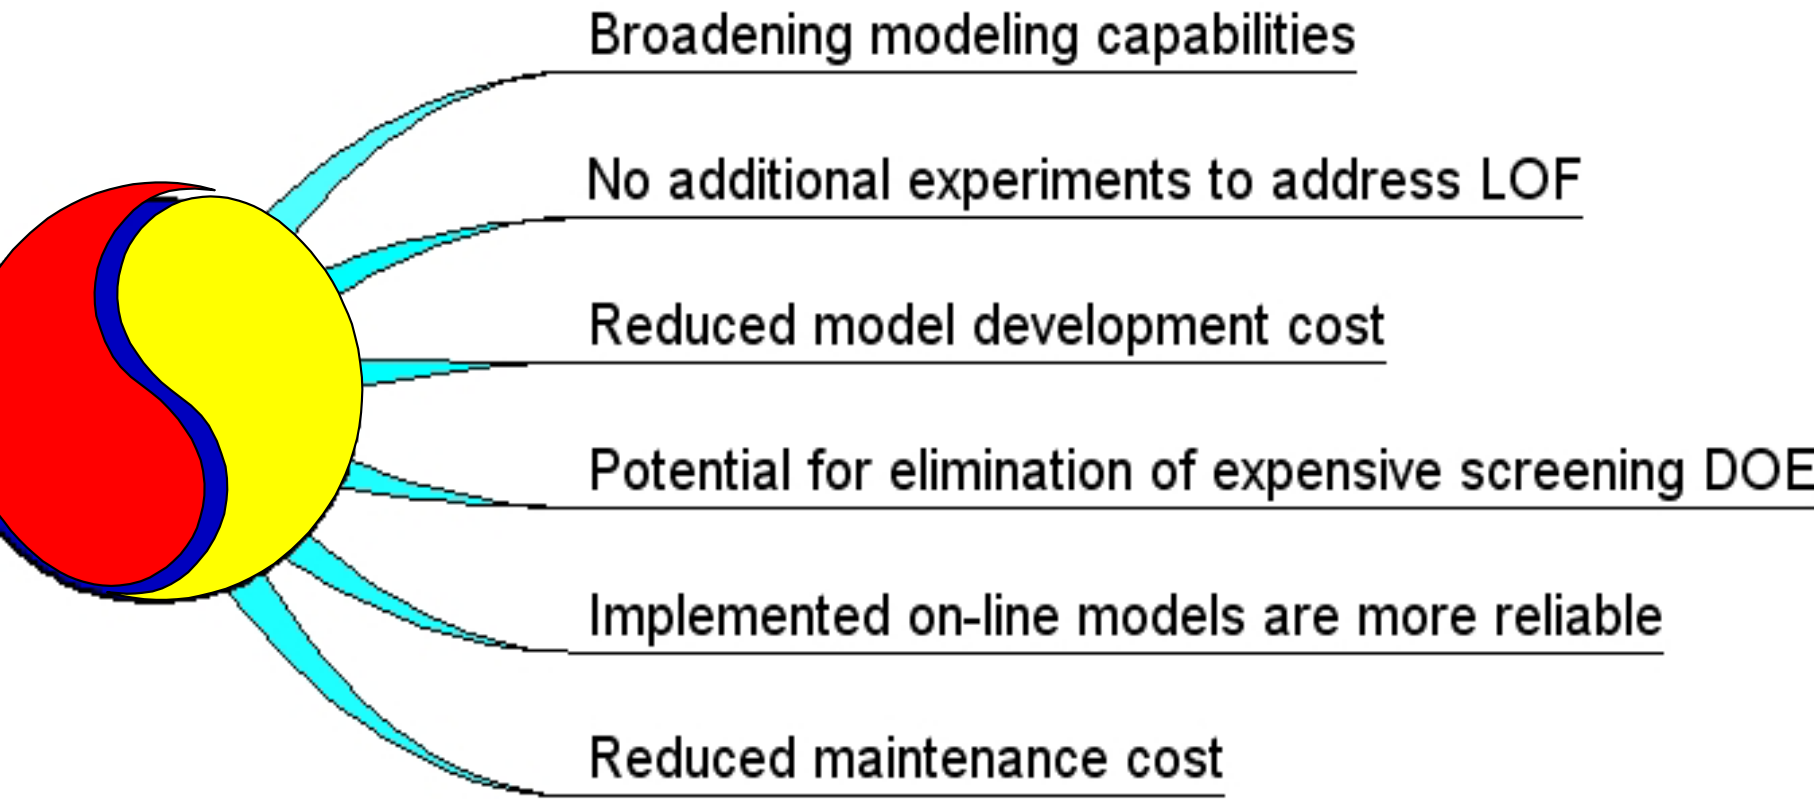 Broadening modeling capabilities
No additional experiments to address LOF
Reduced model development cost
Potential for elimination of expensive screening DOE
Implemented on-line models are more reliable
Reduced maintenance cost